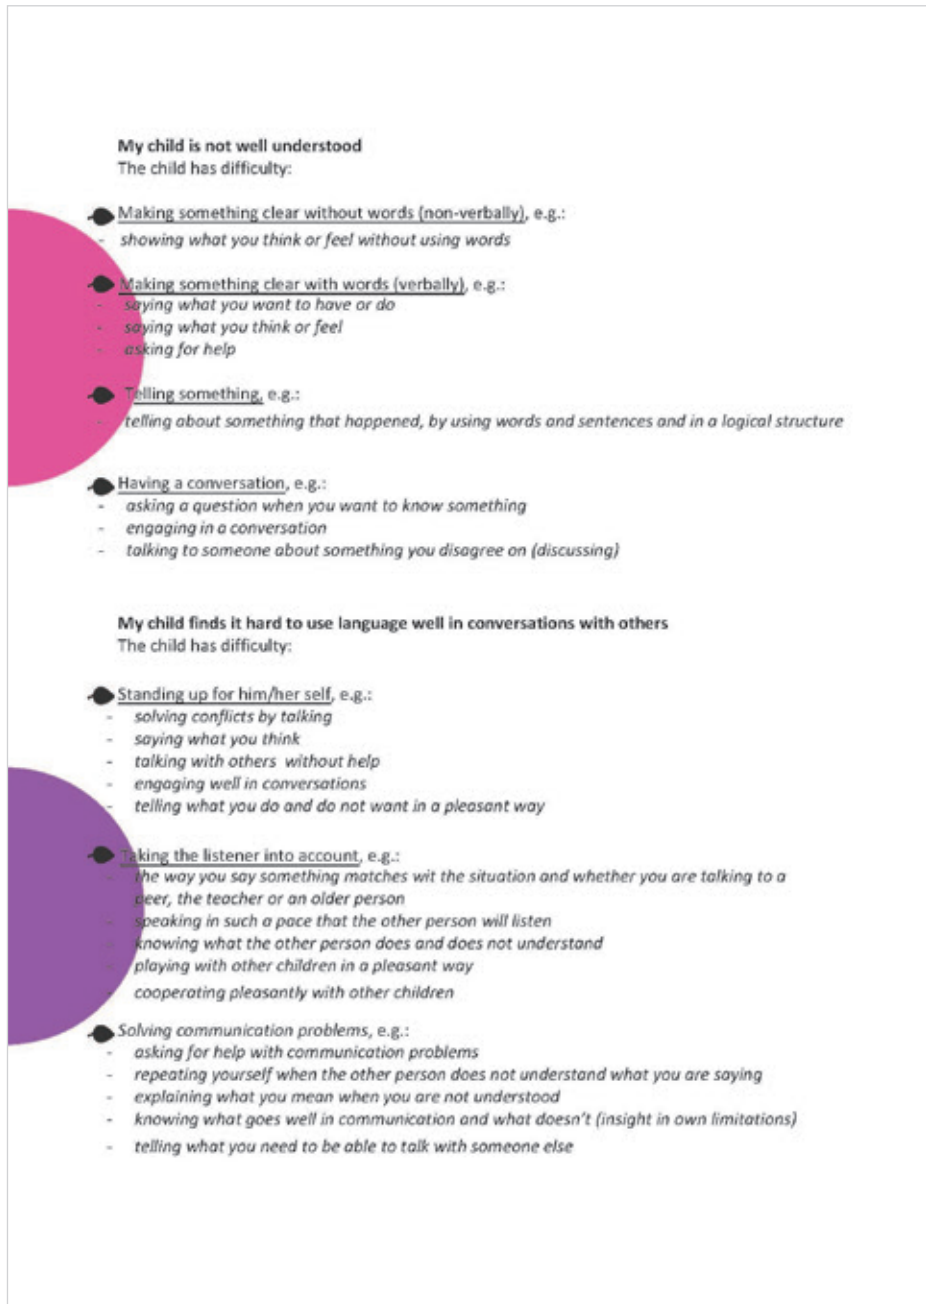 My child is not well understood
The child has difficulty:
Making something clear without words (non-verbally), e.g.:
- showing what you think or feel without using words
Making something clear with words (verbally), e.g.:
- saying what you want to have or do
- saying what you think or feel
- asking for help
Telling something, e.g.:
- telling about something that happened, by using words and sentences and in a logical structure
Having a conversation, e.g.:
- asking a question when you want to know something
- engaging in a conversation
- talking to someone about something you disagree on (discussing)
My child finds it hard to use language well in conversations with others
The child has difficulty:
Standing up for him/her self, e.g.:
- solving conflicts by talking
- saying what you think
- talking with others without help
- engaging well in conversations
- telling what you do and do not want in a pleasant way
Taking the listener into account, e.g.:
- the way you say something matches wit the situation and whether you are talking to a
peer, the teacher or an older person
- speaking in such a pace that the other person will listen
- knowing what the other person does and does not understand
- playing with other children in a pleasant way
- cooperating pleasantly with other children
Solving communication problems, e.g.:
- asking for help with communication problems
- repeating yourself when the other person does not understand what you are saying
- explaining what you mean when you are not understood
- knowing what goes well in communication and what doesn't (insight in own limitations)
- telling what you need to be able to talk with someone else